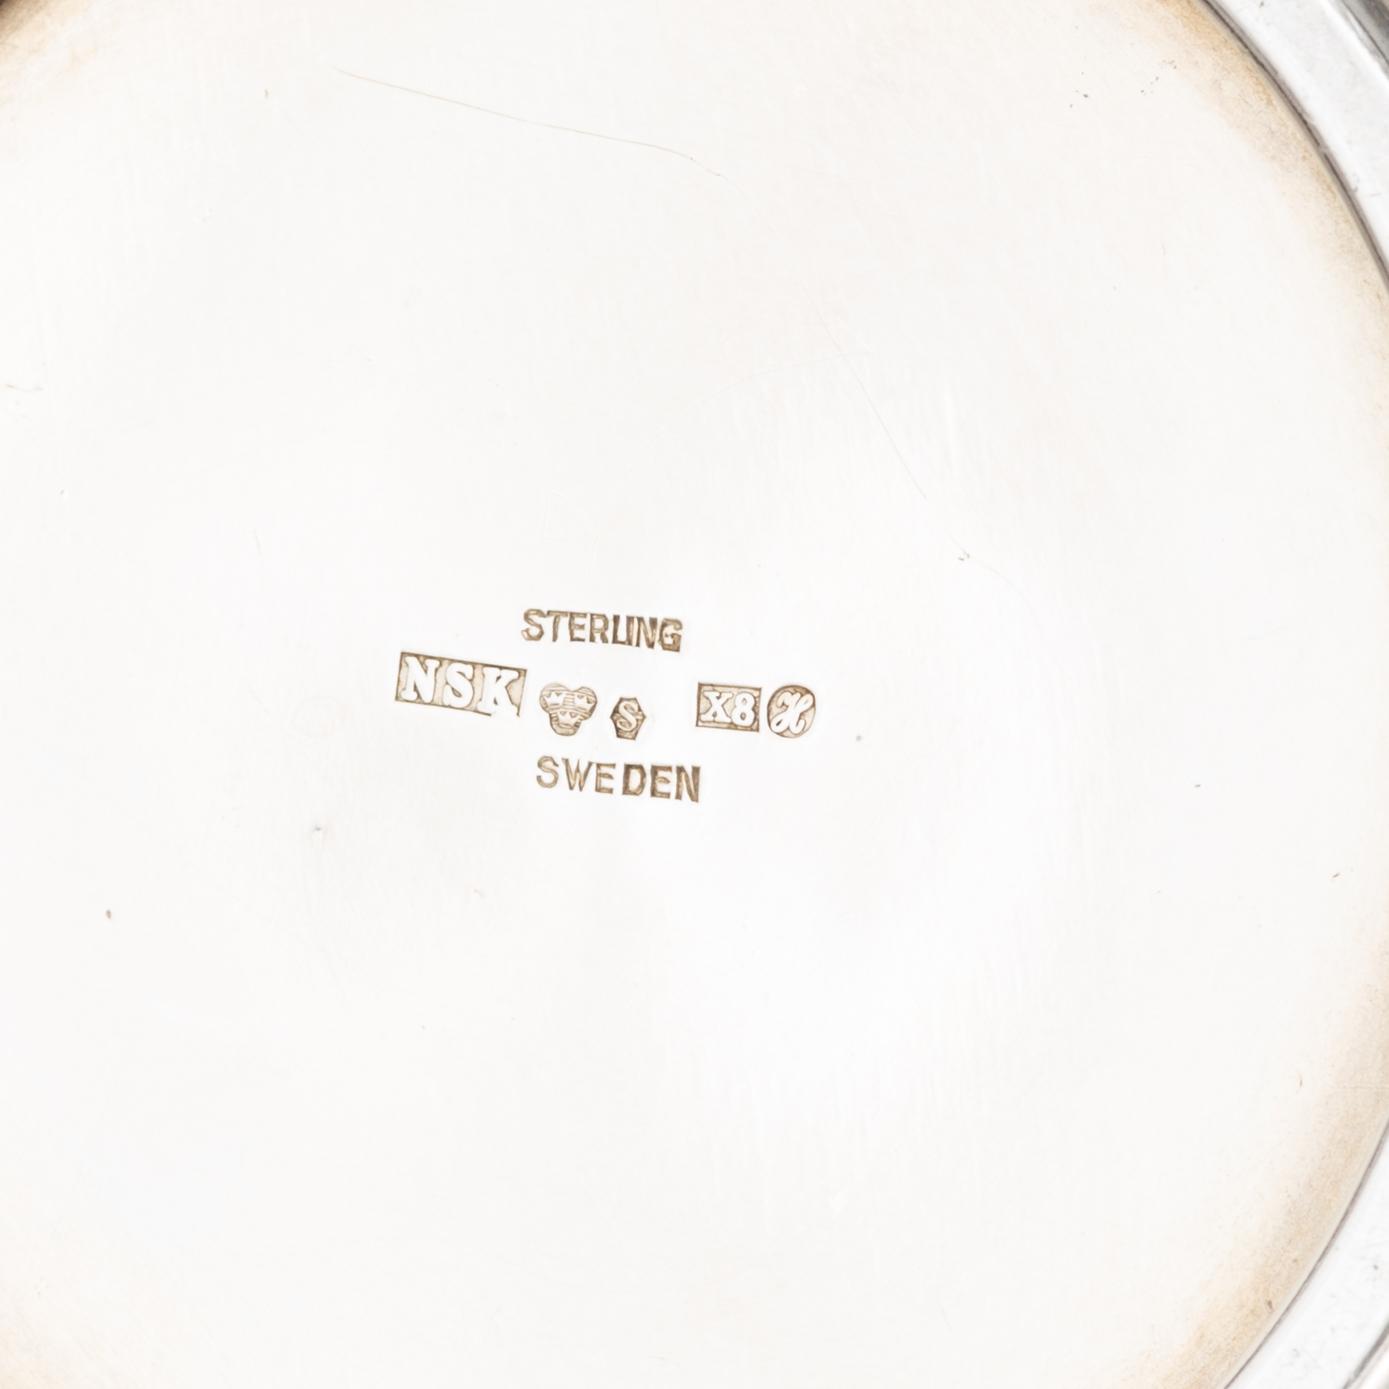 STERLING
NSK S X8 H
SWEDEN